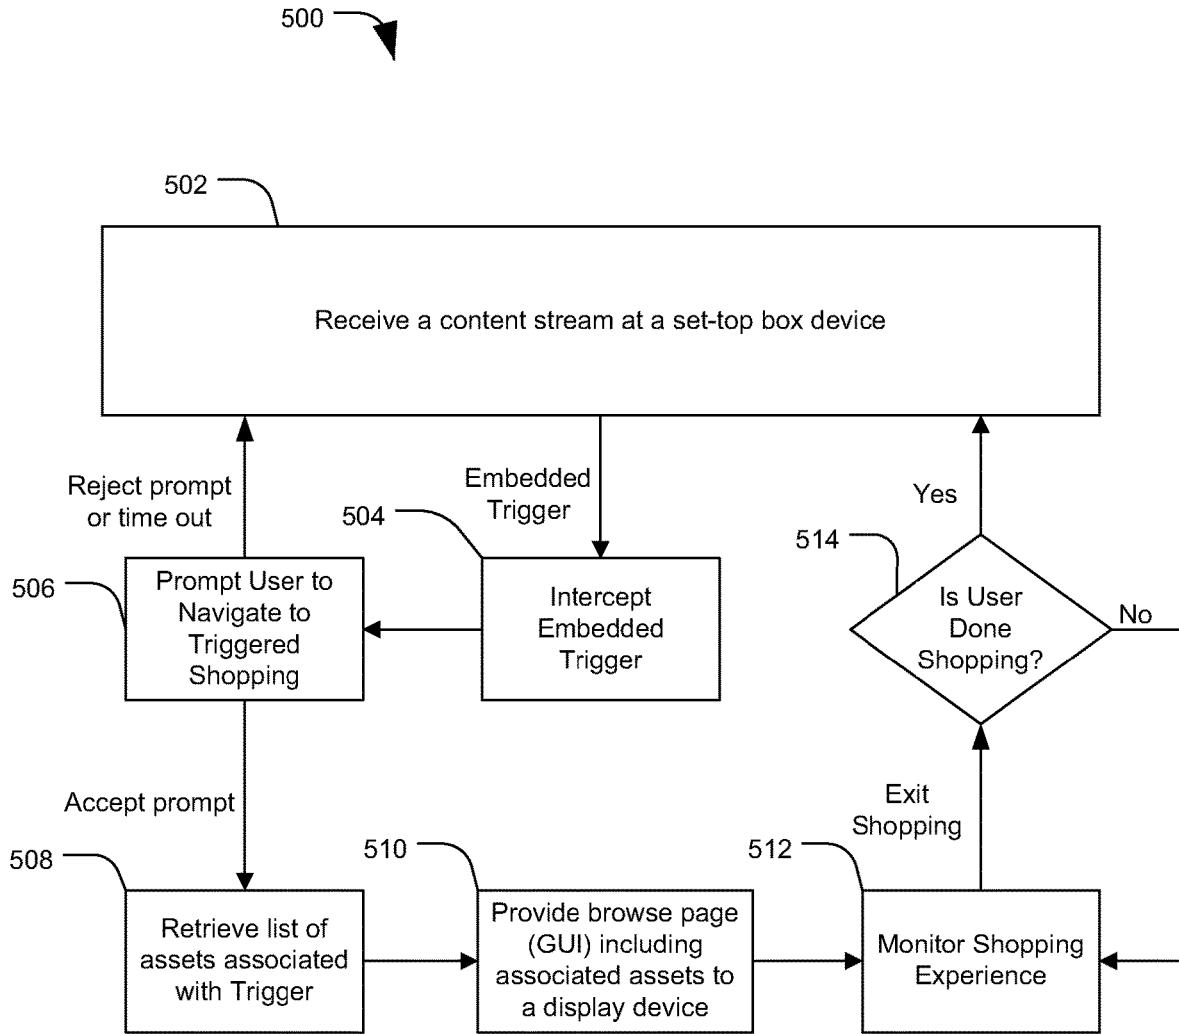 500
502
Receive a content stream at a set-top box device
Reject prompt
or time out
Embedded
Trigger
Yes
504
514
506
Prompt User to
Navigate to
Triggered
Shopping
Intercept
Embedded
Trigger
Is User
Done
Shopping?
No
Accept prompt
Exit
Shopping
508
510
512
Retrieve list of
assets associated
with Trigger
Provide browse page
(GUI) including
associated assets to
a display device
Monitor Shopping
Experience